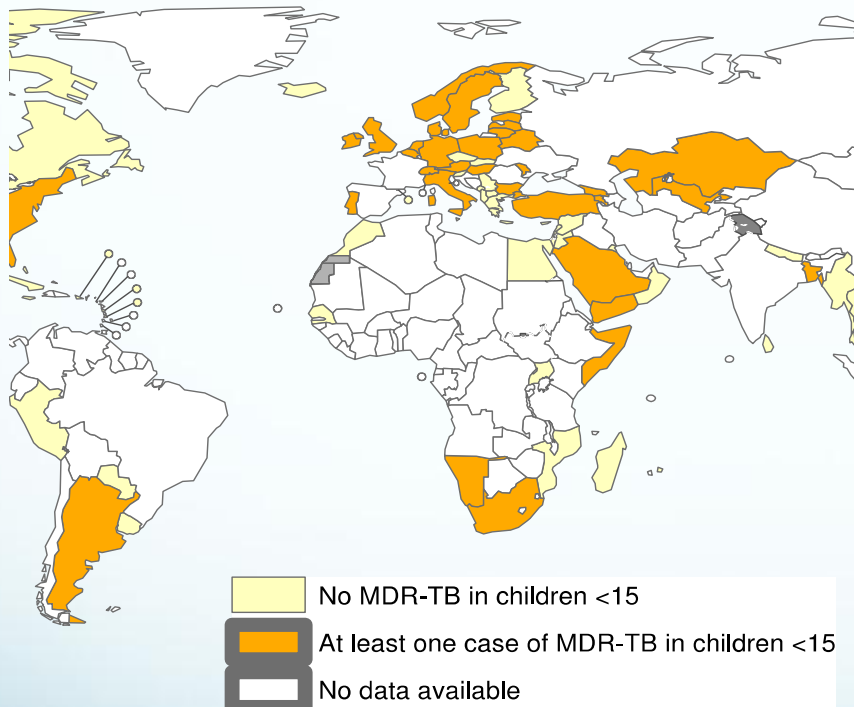 No MDR-TB in children <15
At least one case of MDR-TB in children <15
No data available